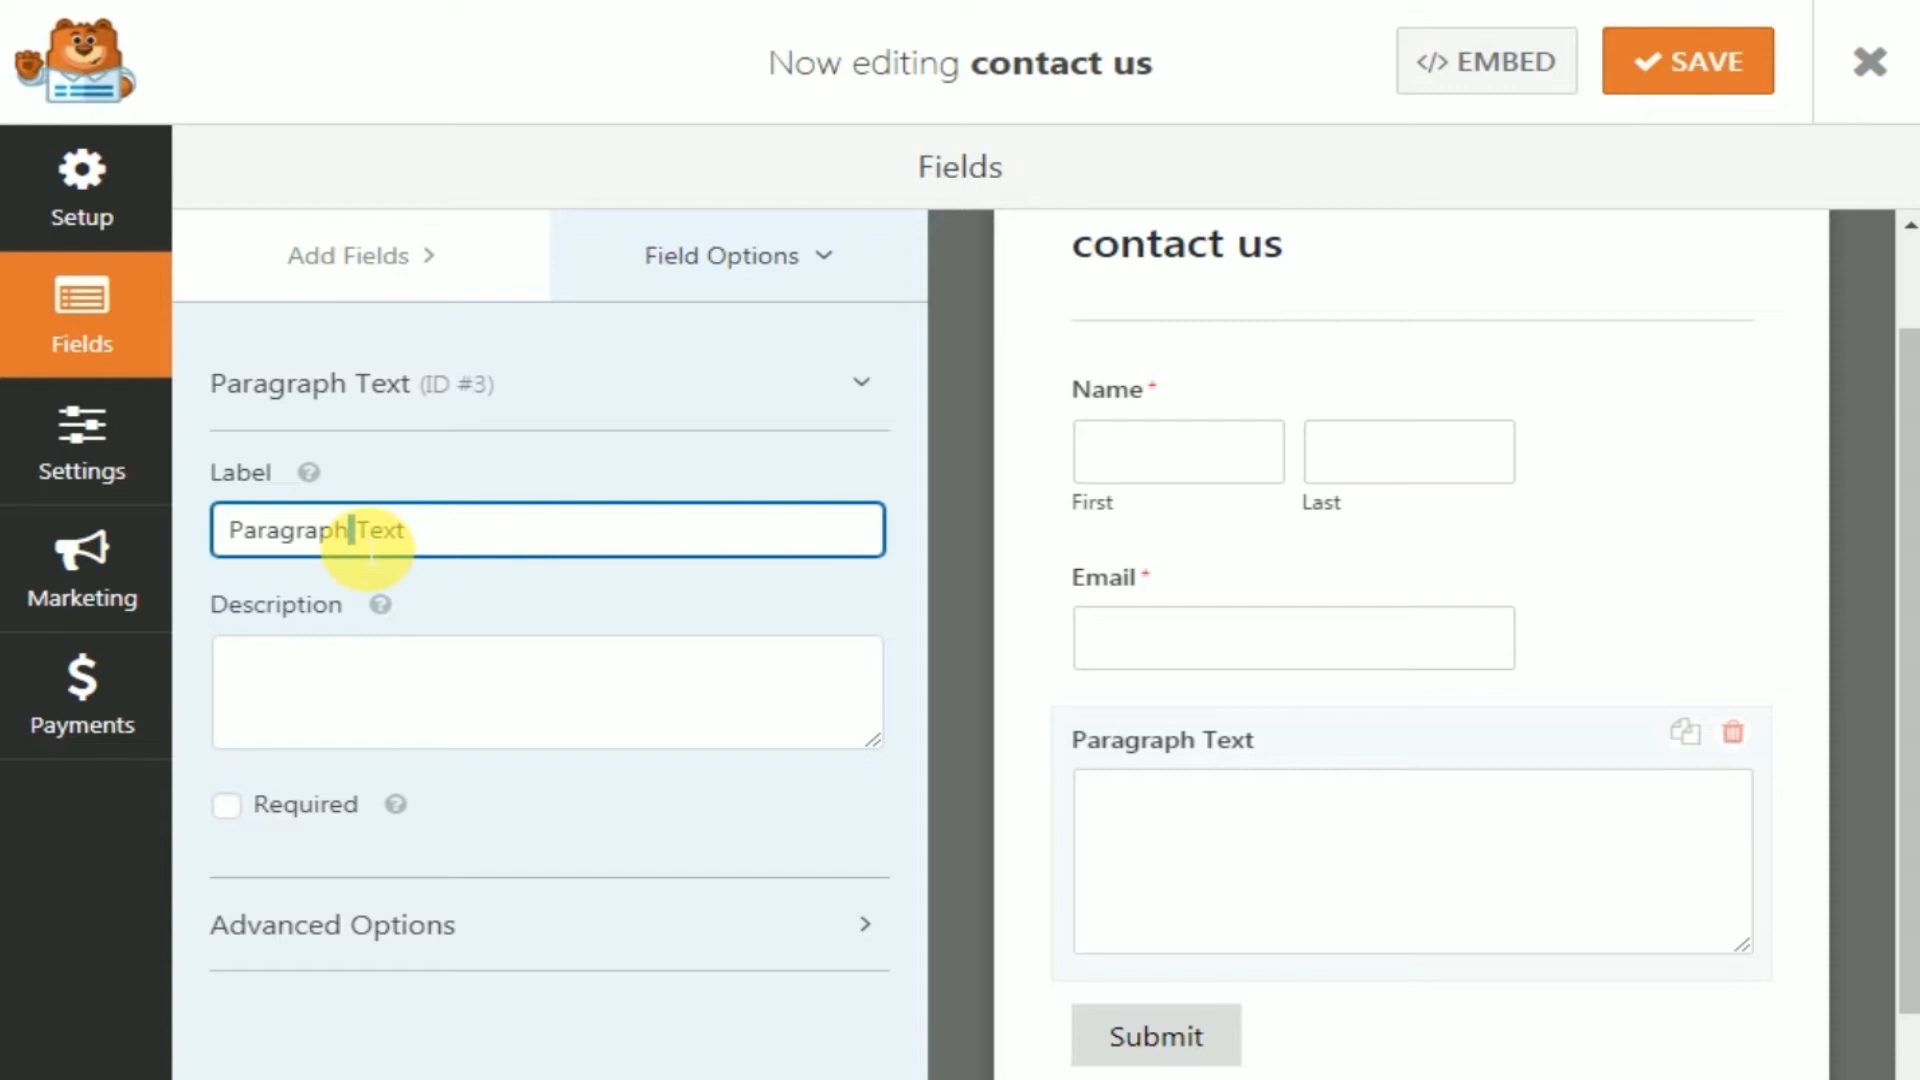 Now editing contact us
</> EMBED
SAVE
Setup
Fields
Settings
Marketing
Payments
Fields
Add Fields
Field Options
Paragraph Text (ID #3)
Label
Paragraph Text
Description
Required
Advanced Options
contact us
Name *
First
Last
Email *
Paragraph Text
Submit